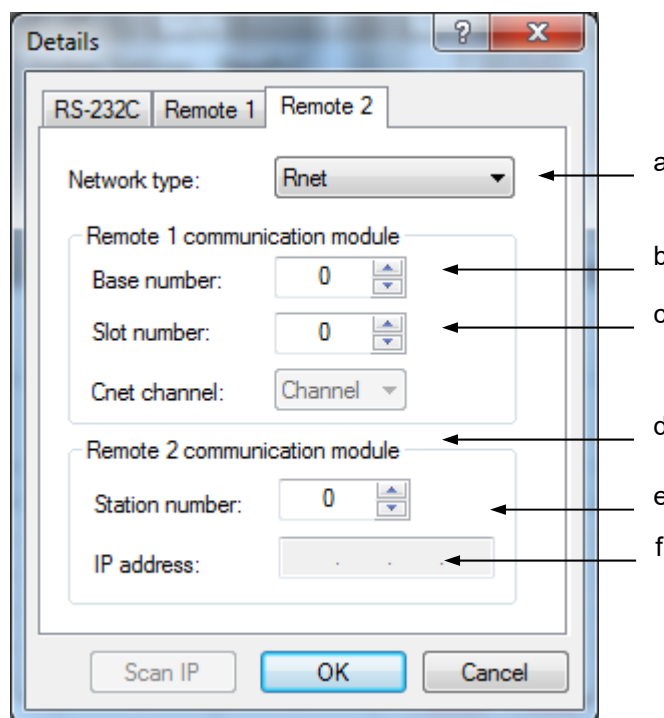 Details ? X
RS-232C Remote 1 Remote 2
Network type: Rnet a
Remote 1 communication module
Base number: 0 b
Slot number: 0 c
Cnet channel: Channel
Remote 2 communication module d
Station number: 0 e
IP address: . . . f
Scan IP OK Cancel